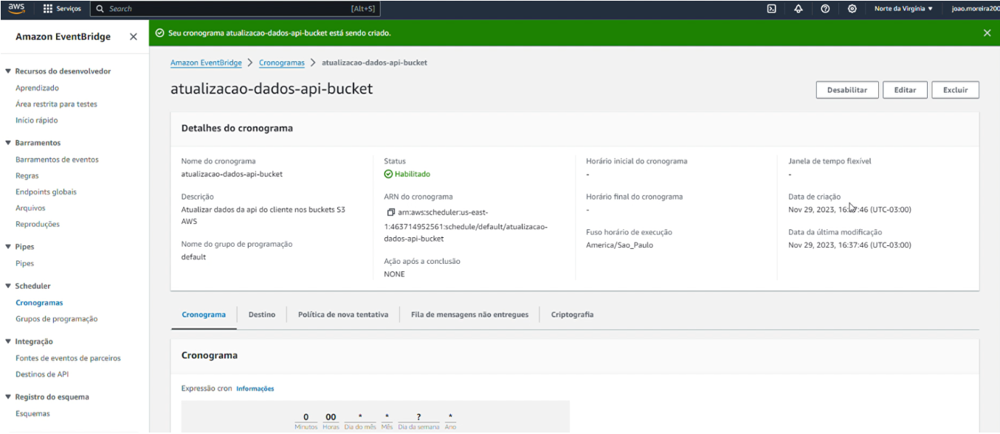 aws
Serviços
Search
[Alt+S]
Norte da Virgínia
joao.moreira200
Amazon EventBridge
Recursos do desenvolvedor
Aprendizado
Área restrita para testes
Início rápido
Barramentos
Barramentos de eventos
Regras
Endpoints globais
Arquivos
Reproduções
Pipes
Pipes
Scheduler
Cronogramas
Grupos de programação
Integração
Fontes de eventos de parceiros
Destinos de API
Registro do esquema
Esquemas
Seu cronograma atualizacao-dados-api-bucket está sendo criado.
Amazon EventBridge > Cronogramas > atualizacao-dados-api-bucket
atualizacao-dados-api-bucket
Desabilitar
Editar
Excluir
Detalhes do cronograma
Nome do cronograma
atualizacao-dados-api-bucket
Descrição
Atualizar dados da api do cliente nos buckets S3
AWS
Nome do grupo de programação
default
Status
Habilitado
ARN do cronograma
arn:aws:scheduler:us-east-
1:463714952561:schedule/default/atualizacao-
dados-api-bucket
Ação após a conclusão
NONE
Horário inicial do cronograma
-
Horário final do cronograma
-
Fuso horário de execução
America/Sao_Paulo
Janela de tempo flexível
-
Data de criação
Nov 29, 2023, 16:37:46 (UTC-03:00)
Data da última modificação
Nov 29, 2023, 16:37:46 (UTC-03:00)
Cronograma
Destino
Política de nova tentativa
Fila de mensagens não entregues
Criptografia
Cronograma
Expressão cron Informações
0 00 * * ? *
Minutos Horas Dia do mês Mês Dia da semana Ano